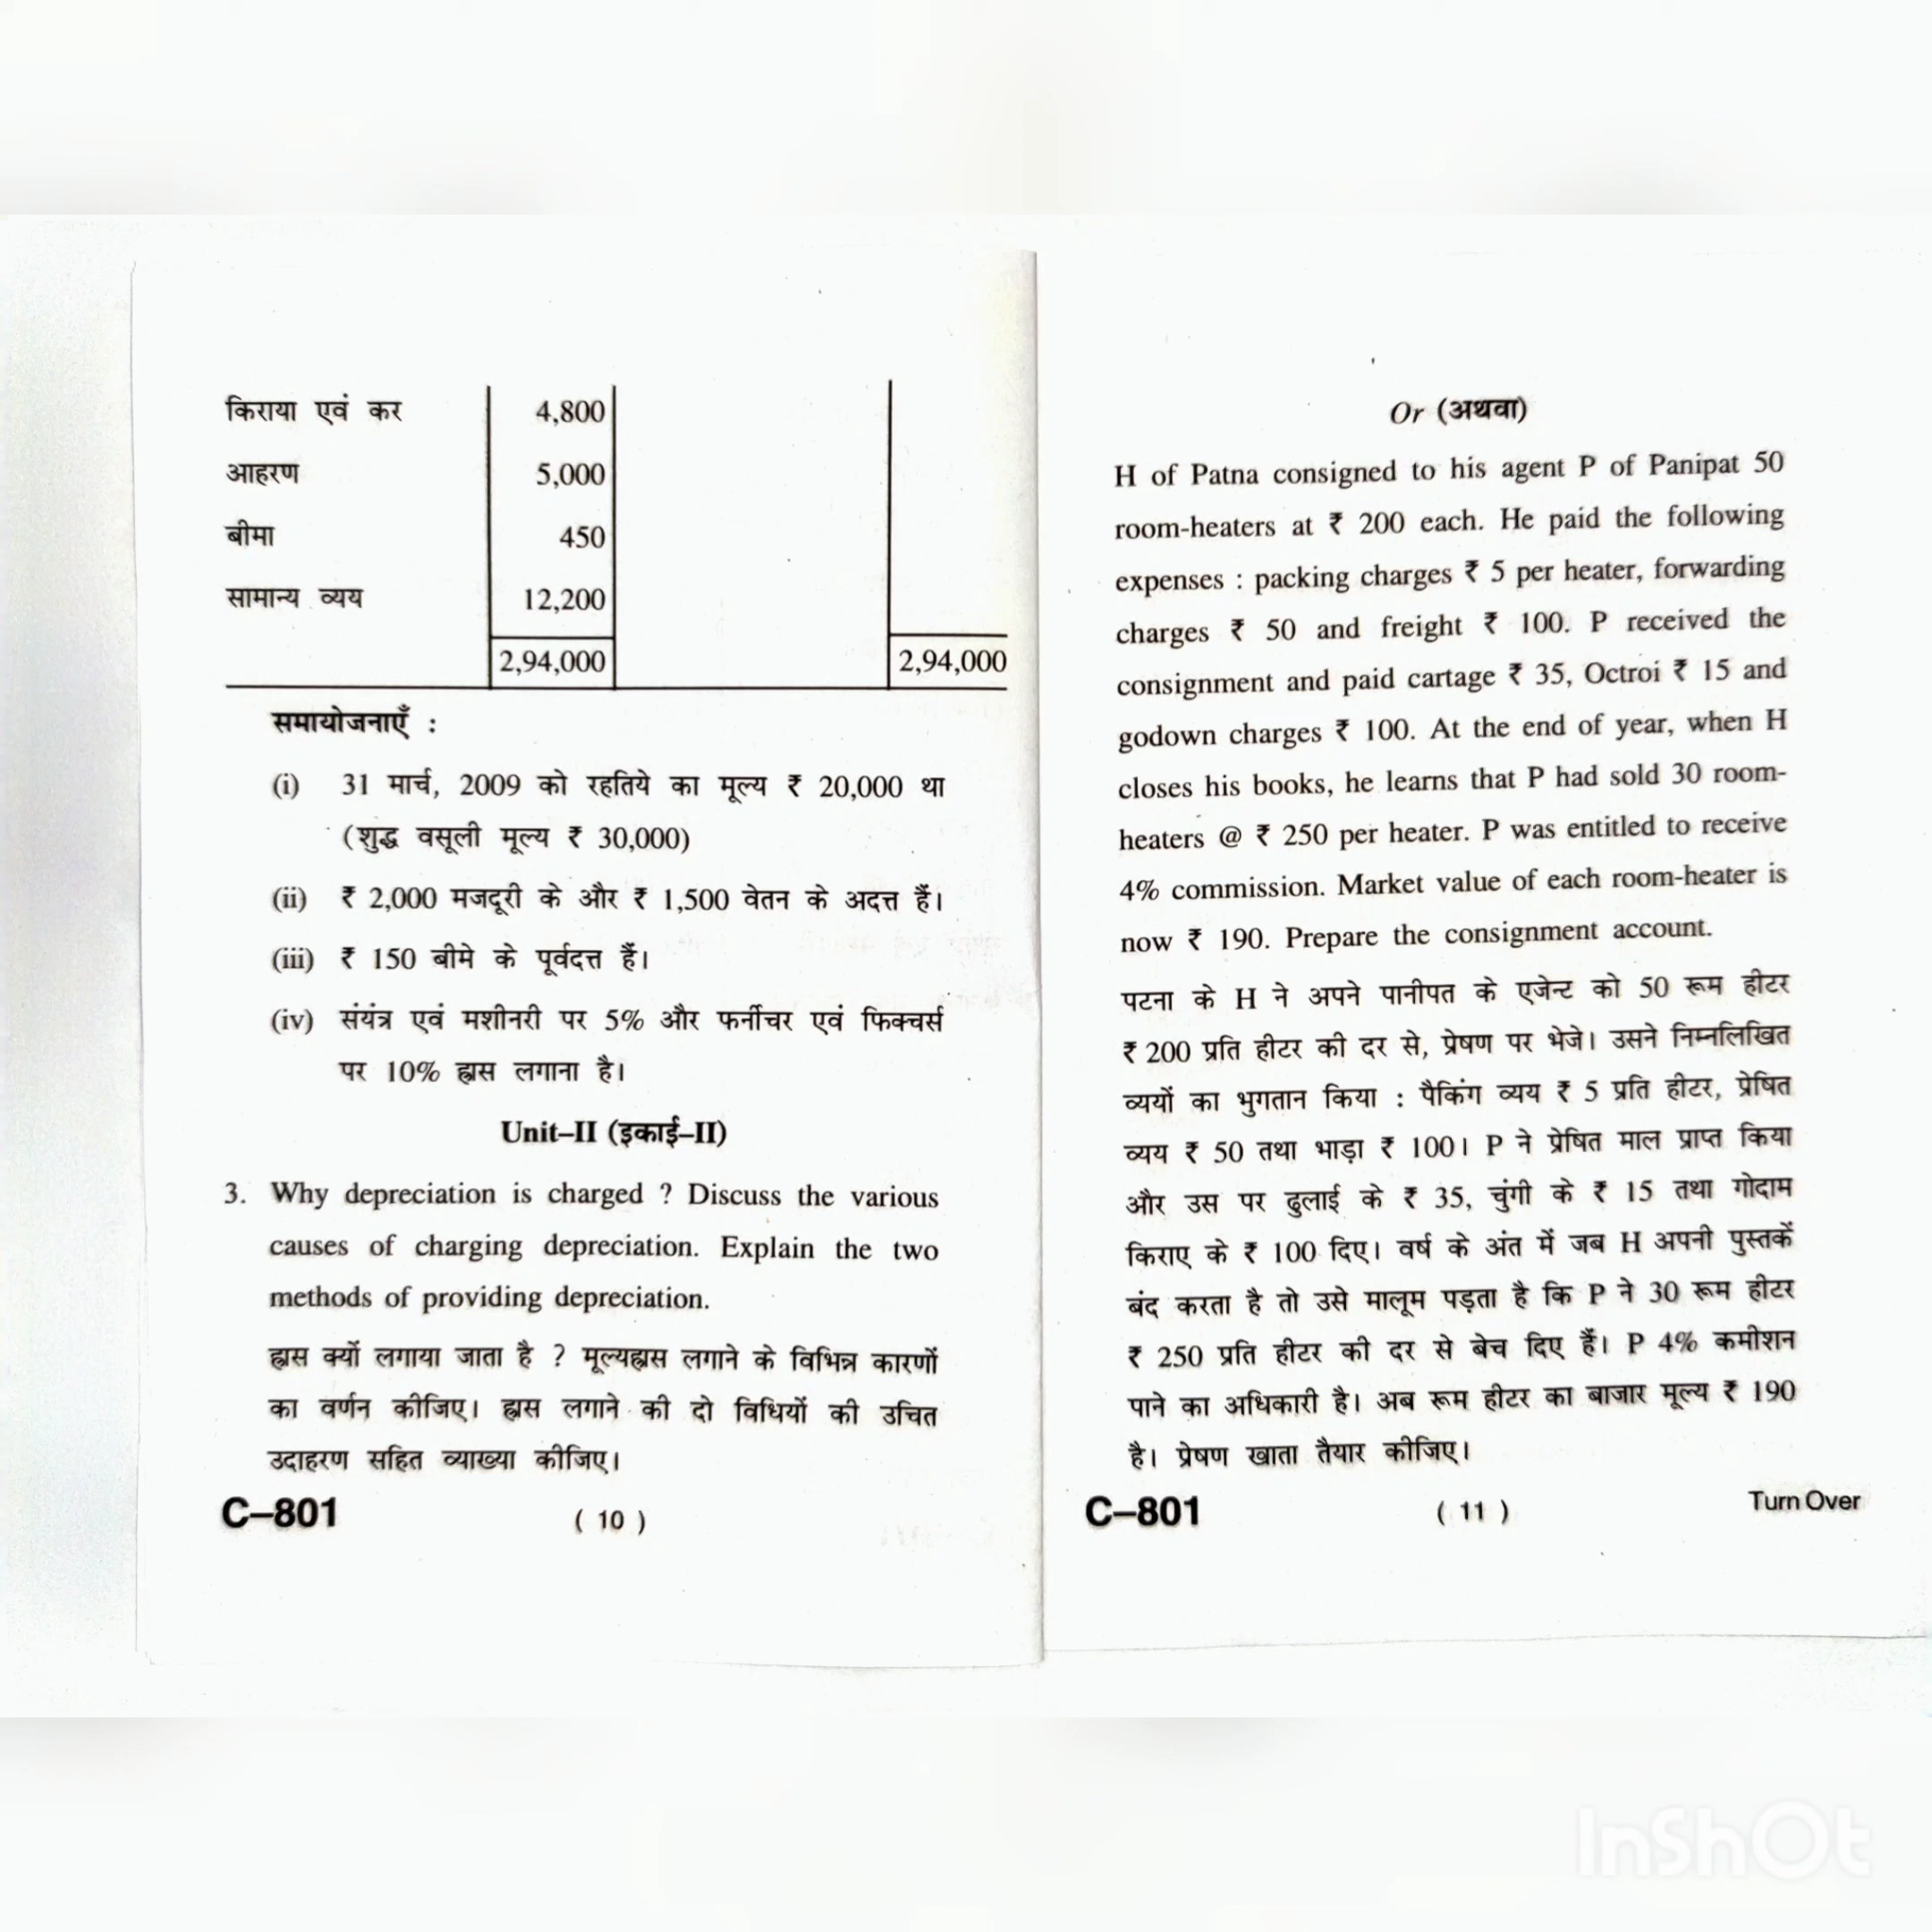 किराया एवं कर 4,800
आहरण 5,000
बीमा 450
सामान्य व्यय 12,200
2,94,000 2,94,000
समायोजनाएँ :
(i) 31 मार्च, 2009 को रहतिये का मूल्य ₹ 20,000 था
(शुद्ध वसूली मूल्य ₹ 30,000)
(ii) ₹ 2,000 मजदूरी के और ₹ 1,500 वेतन के अदत्त हैं।
(iii) ₹ 150 बीमे के पूर्वदत्त हैं।
(iv) संयंत्र एवं मशीनरी पर 5% और फर्नीचर एवं फिक्चर्स
पर 10% ह्रास लगाना है।
Unit–II (इकाई–II)
3. Why depreciation is charged ? Discuss the various
causes of charging depreciation. Explain the two
methods of providing depreciation.
ह्रास क्यों लगाया जाता है ? मूल्यह्रास लगाने के विभिन्न कारणों
का वर्णन कीजिए। ह्रास लगाने की दो विधियों की उचित
उदाहरण सहित व्याख्या कीजिए।
C–801 ( 10 )
Or (अथवा)
H of Patna consigned to his agent P of Panipat 50
room-heaters at ₹ 200 each. He paid the following
expenses : packing charges ₹ 5 per heater, forwarding
charges ₹ 50 and freight ₹ 100. P received the
consignment and paid cartage ₹ 35, Octroi ₹ 15 and
godown charges ₹ 100. At the end of year, when H
closes his books, he learns that P had sold 30 room-
heaters @ ₹ 250 per heater. P was entitled to receive
4% commission. Market value of each room-heater is
now ₹ 190. Prepare the consignment account.
पटना के H ने अपने पानीपत के एजेन्ट को 50 रूम हीटर
₹ 200 प्रति हीटर की दर से, प्रेषण पर भेजे। उसने निम्नलिखित
व्ययों का भुगतान किया : पैकिंग व्यय ₹ 5 प्रति हीटर, प्रेषित
व्यय ₹ 50 तथा भाड़ा ₹ 100। P ने प्रेषित माल प्राप्त किया
और उस पर ढुलाई के ₹ 35, चुंगी के ₹ 15 तथा गोदाम
किराए के ₹ 100 दिए। वर्ष के अंत में जब H अपनी पुस्तकें
बंद करता है तो उसे मालूम पड़ता है कि P ने 30 रूम हीटर
₹ 250 प्रति हीटर की दर से बेच दिए हैं। P 4% कमीशन
पाने का अधिकारी है। अब रूम हीटर का बाजार मूल्य ₹ 190
है। प्रेषण खाता तैयार कीजिए।
C–801 ( 11 ) Turn Over
InShOt